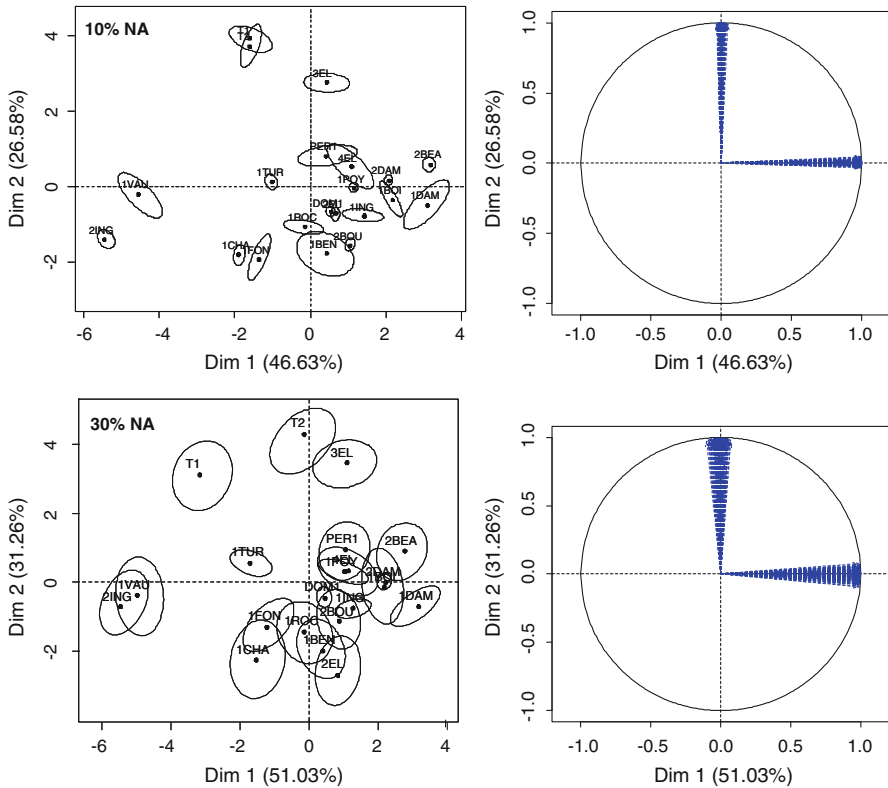 10% NA
T1
T2
3EL
PER1
4EL
2BEA
2DAM
1POY
1BOI
1DAM
1VAU
1TUR
DOM1
2EL
1ING
1ROC
2BOU
2ING
1CHA
1FON
1BEN
4
2
0
-2
-6
-4
-2
0
2
4
Dim 2 (26.58%)
Dim 1 (46.63%)
1.0
0.5
0.0
-0.5
-1.0
-1.0
-0.5
0.0
0.5
1.0
Dim 2 (26.58%)
Dim 1 (46.63%)
30% NA
T2
T1
3EL
PER1
2BEA
1TUR
4EL
1POY
2DAM
1BOI
1VAU
2ING
DOM1
1ING
1DAM
2BOU
1FON
1ROC
1BEN
1CHA
2EL
4
2
0
-2
-6
-4
-2
0
2
4
Dim 2 (31.26%)
Dim 1 (51.03%)
1.0
0.5
0.0
-0.5
-1.0
-1.0
-0.5
0.0
0.5
1.0
Dim 2 (31.26%)
Dim 1 (51.03%)